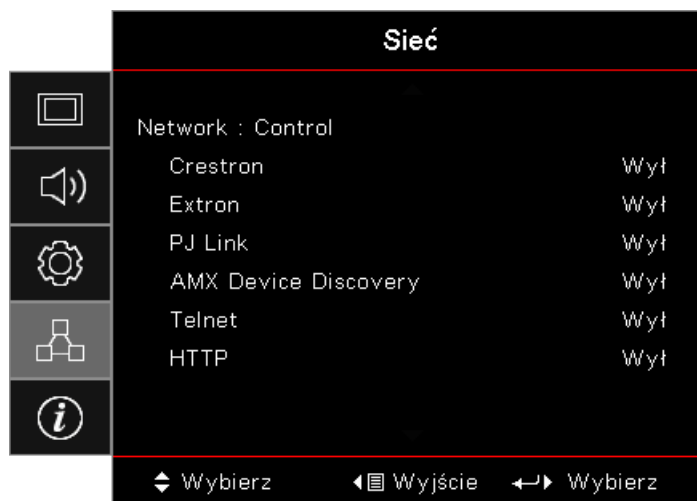 Sieć
Network : Control
Crestron Wył
Extron Wył
PJ Link Wył
AMX Device Discovery Wył
Telnet Wył
HTTP Wył
Wybierz Wyjście Wybierz